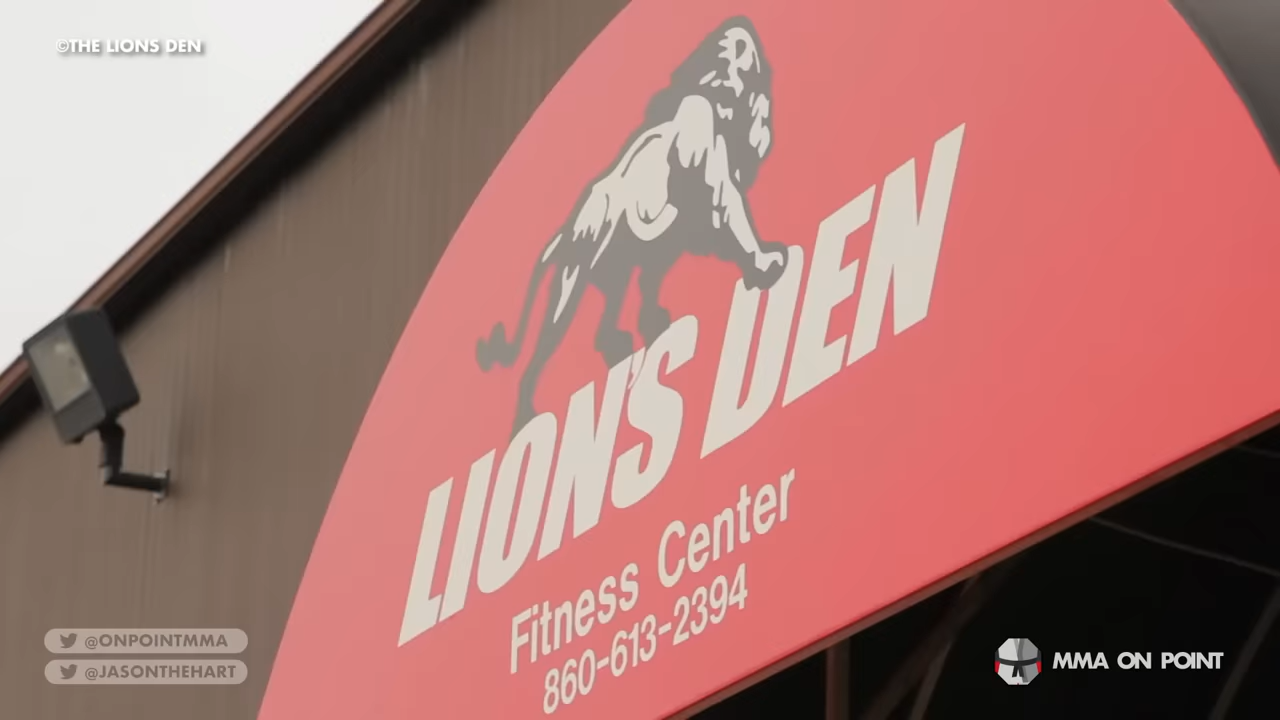 ©THE LIONS DEN
LION'S DEN
Fitness Center
860-613-2394
@ONPOINTMMA
@JASONTHEHART
MMA ON POINT